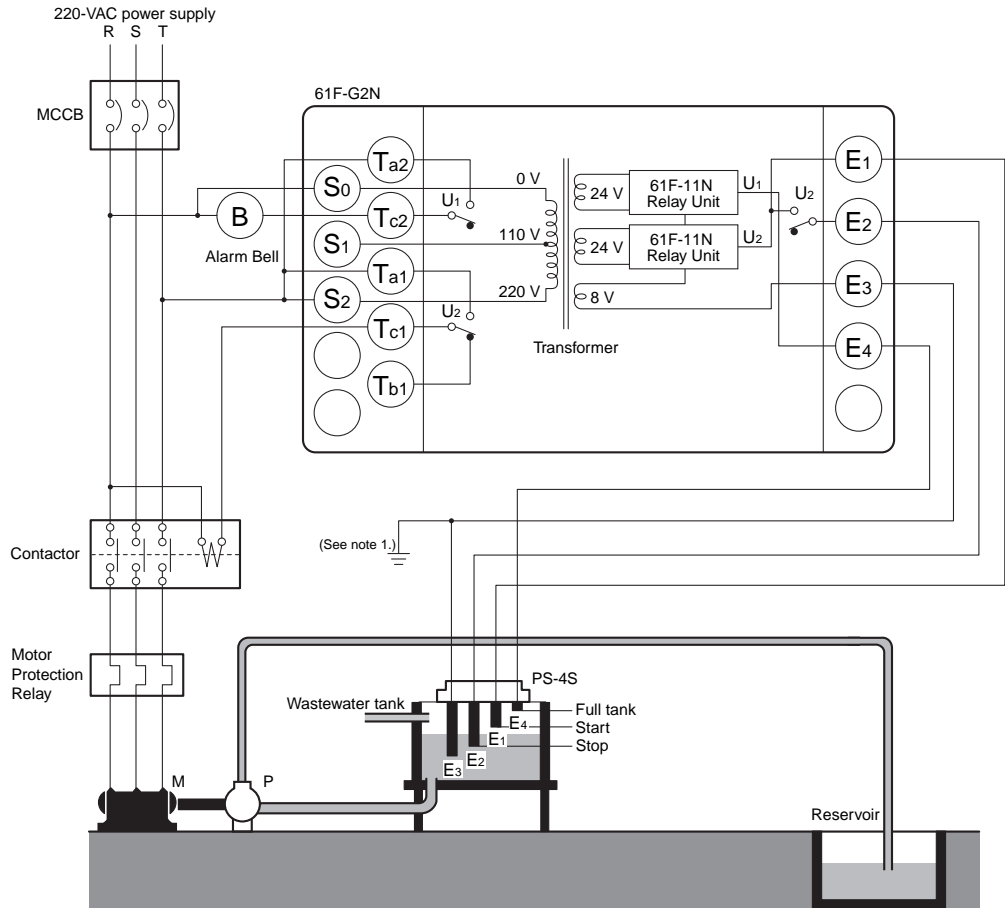 220-VAC power supply
R S T
MCCB
61F-G2N
Ta2
S0
Tc2
B
Alarm Bell
S1
Ta1
S2
Tc1
Tb1
U1
U2
0 V
110 V
220 V
24 V
24 V
8 V
Transformer
61F-11N
Relay Unit
61F-11N
Relay Unit
U1
U2
U2
E1
E2
E3
E4
Contactor
(See note 1.)
Motor
Protection
Relay
PS-4S
Wastewater tank
Full tank
Start
Stop
E4
E1
E2
E3
M
P
Reservoir